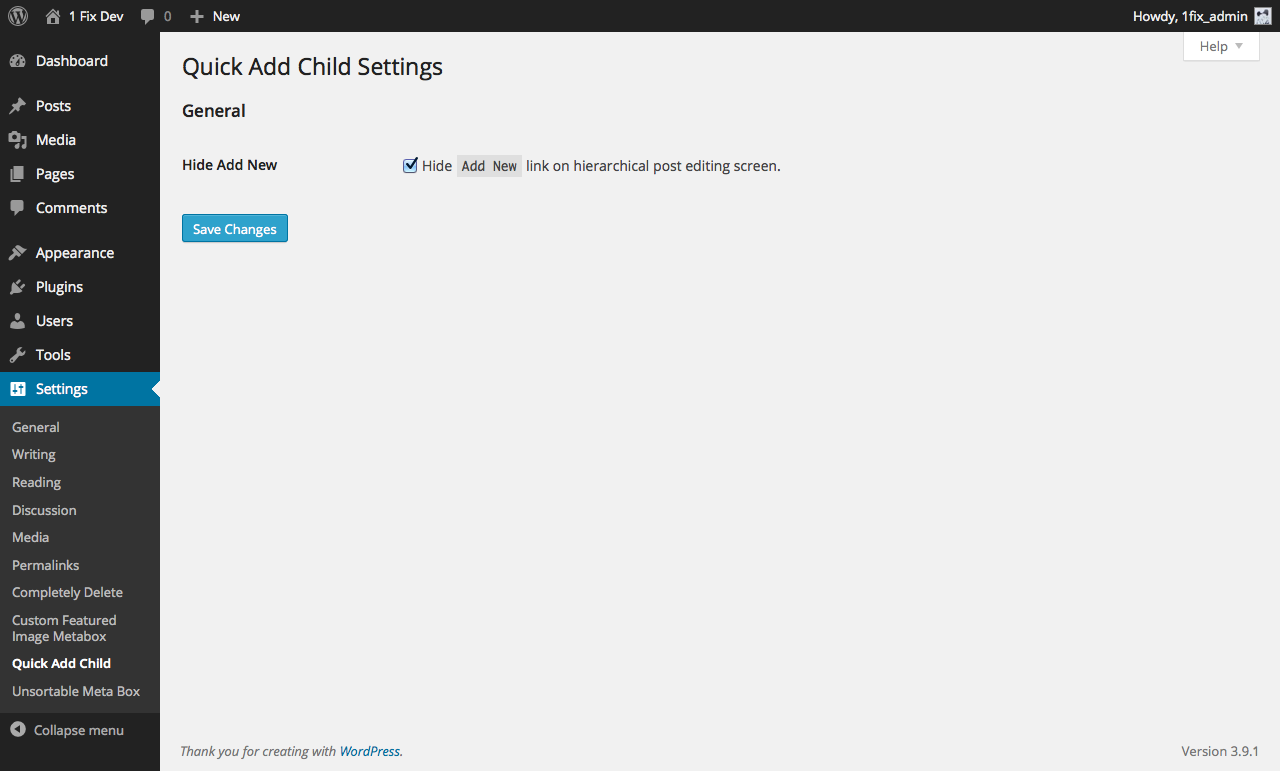 1 Fix Dev 0 New Howdy, 1fix_admin
Help
Dashboard
Posts
Media
Pages
Comments
Appearance
Plugins
Users
Tools
Settings
General
Writing
Reading
Discussion
Media
Permalinks
Completely Delete
Custom Featured
Image Metabox
Quick Add Child
Unsortable Meta Box
Collapse menu
Quick Add Child Settings
General
Hide Add New Hide Add New link on hierarchical post editing screen.
Save Changes
Thank you for creating with WordPress. Version 3.9.1